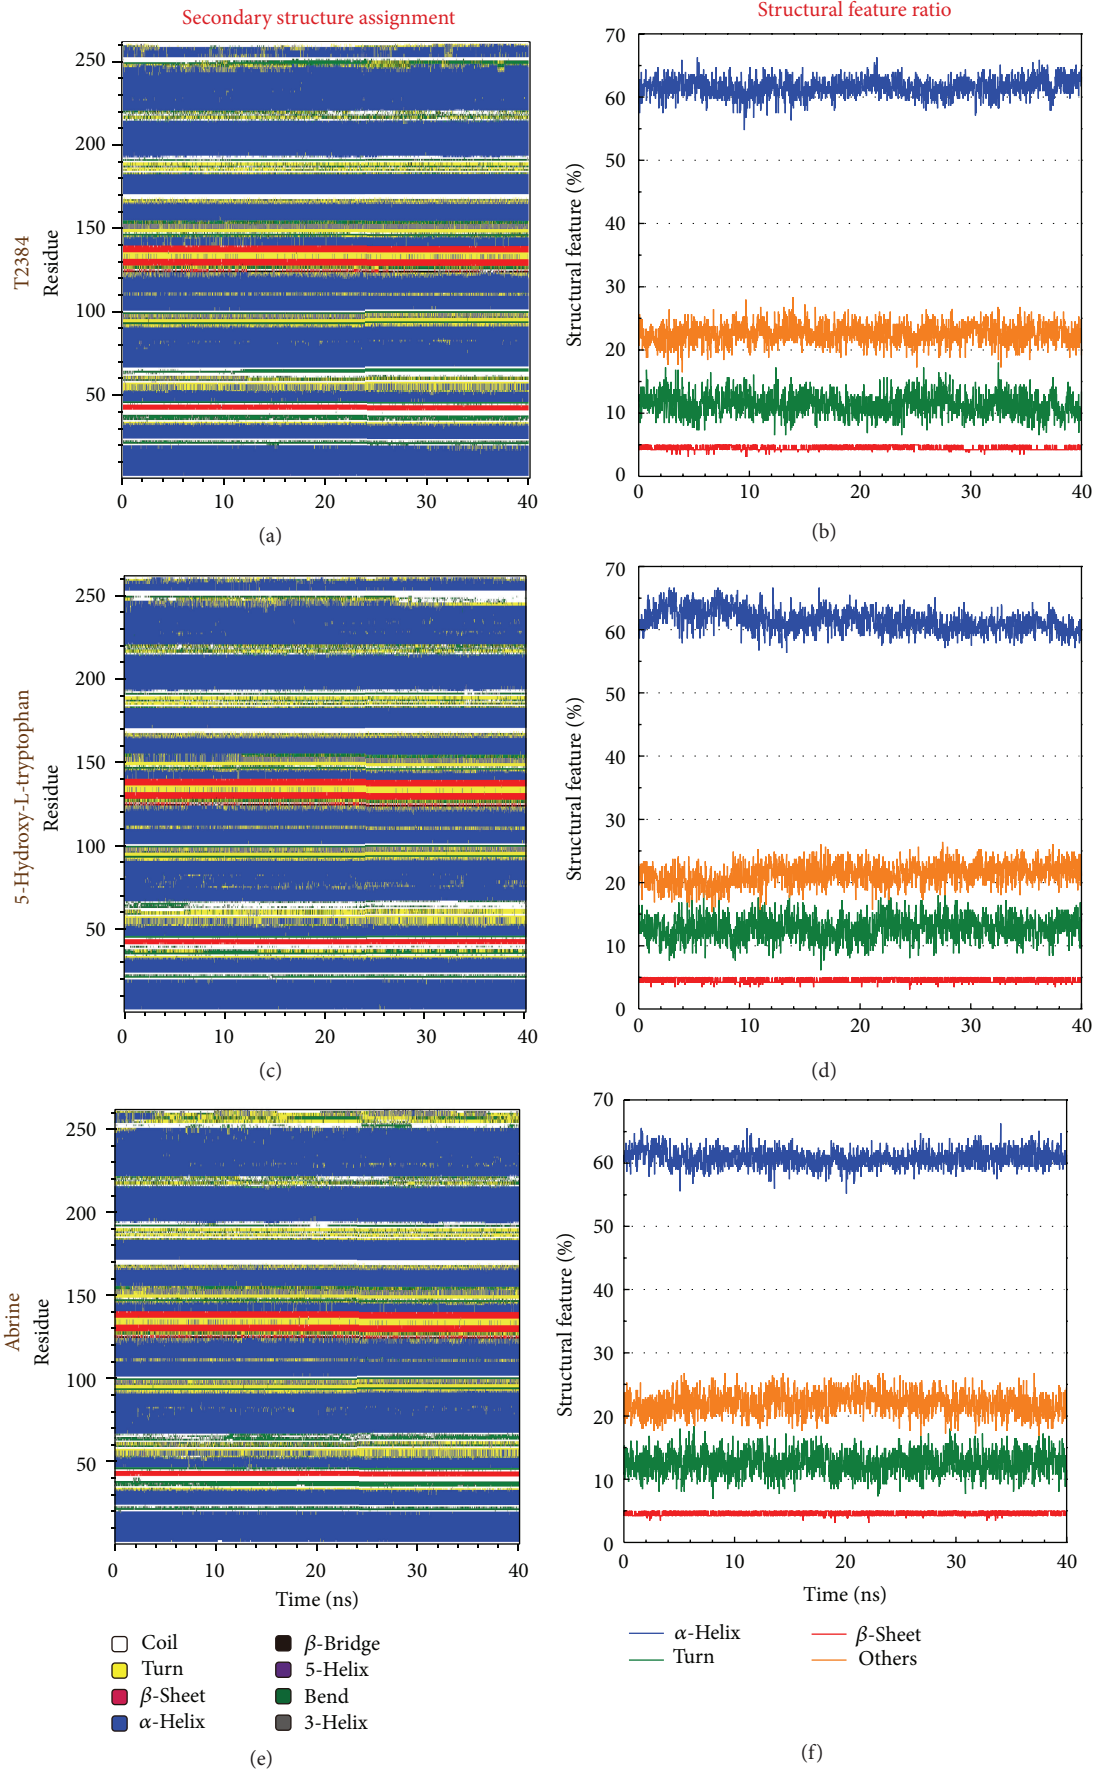 Secondary structure assignment
Structural feature ratio
T2384
Residue
250
200
150
100
50
0 10 20 30 40
(a)
Structural feature (%)
70
60
50
40
30
20
10
0
0 10 20 30 40
(b)
5-Hydroxy-L-tryptophan
Residue
250
200
150
100
50
0 10 20 30 40
(c)
Structural feature (%)
70
60
50
40
30
20
10
0
0 10 20 30 40
(d)
Abrine
Residue
250
200
150
100
50
0 10 20 30 40
Time (ns)
Coil
Turn
β-Sheet
α-Helix
β-Bridge
5-Helix
Bend
3-Helix
(e)
Structural feature (%)
70
60
50
40
30
20
10
0
0 10 20 30 40
Time (ns)
α-Helix
Turn
β-Sheet
Others
(f)